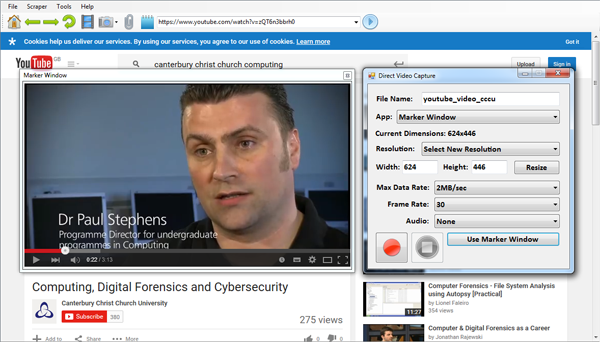 File Scraper Tools Help
https://www.youtube.com/watch?v=zQT6n3bbrh0
Cookies help us deliver our services. By using our services, you agree to our use of cookies. Learn more
Got it
YouTube GB
canterbury christ church computing
Upload
Sign in
Marker Window
Dr Paul Stephens
Programme Director for undergraduate
programmes in Computing
0:22 / 3:13
Direct Video Capture
File Name: youtube_video_cccu
App: Marker Window
Current Dimensions: 624x446
Resolution: Select New Resolution
Width: 624 Height: 446 Resize
Max Data Rate: 2MB/sec
Frame Rate: 30
Audio: None
Use Marker Window
Computing, Digital Forensics and Cybersecurity
Canterbury Christ Church University
Subscribe 380
275 views
Add to Share More 4 0
Computer Forensics - File System Analysis
using Autopsy [Practical]
by Lionel Faleiro
354 views
11:27
Computer & Digital Forensics as a Career
by Jonathan Rajewski